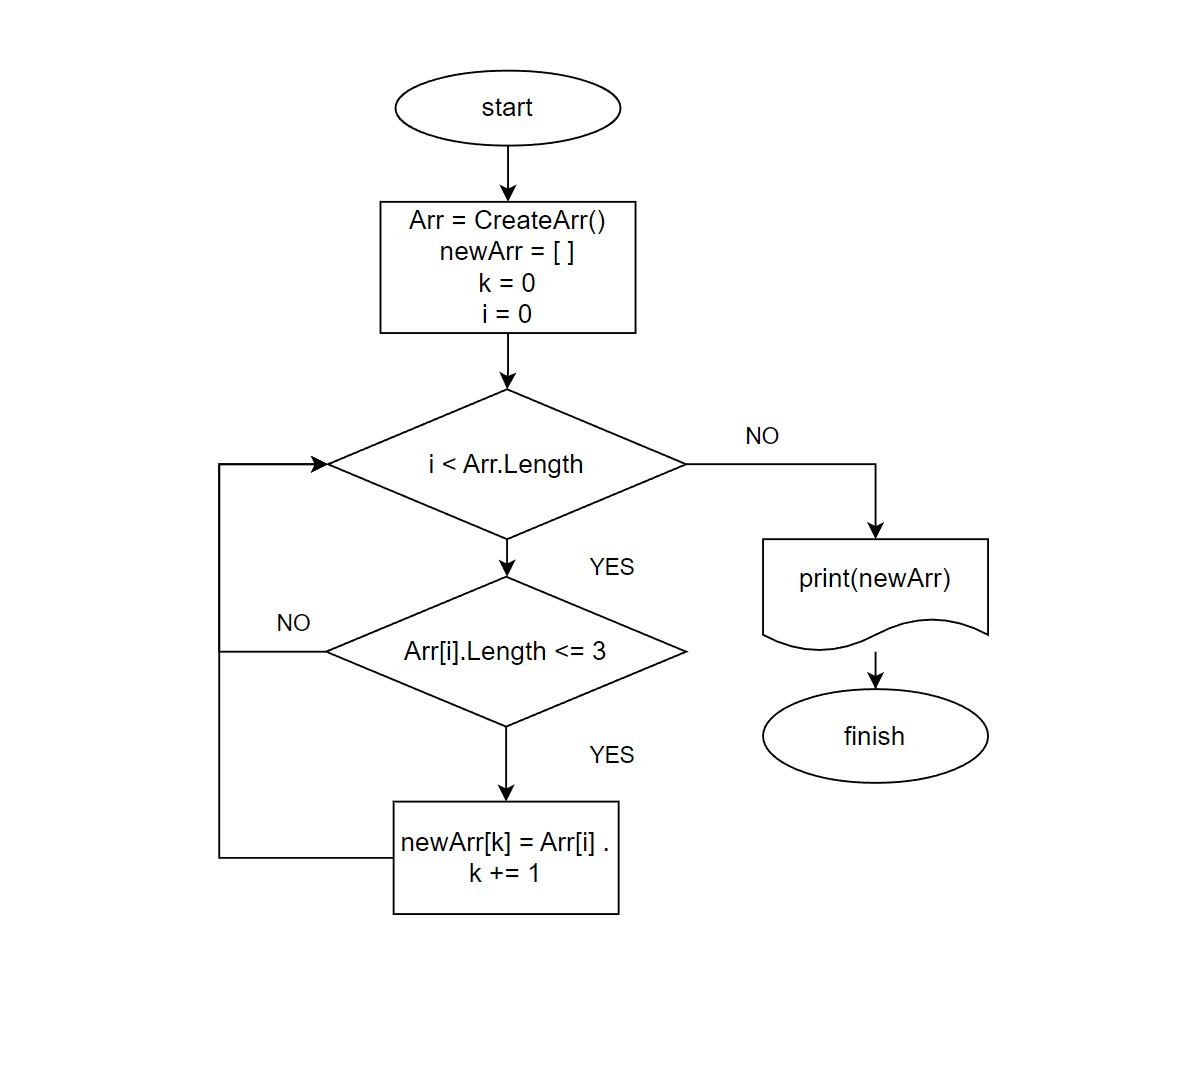 start
Arr = CreateArr()
newArr = [ ]
k = 0
i = 0
i < Arr.Length
NO
YES
print(newArr)
NO
Arr[i].Length <= 3
finish
YES
newArr[k] = Arr[i] .
k += 1